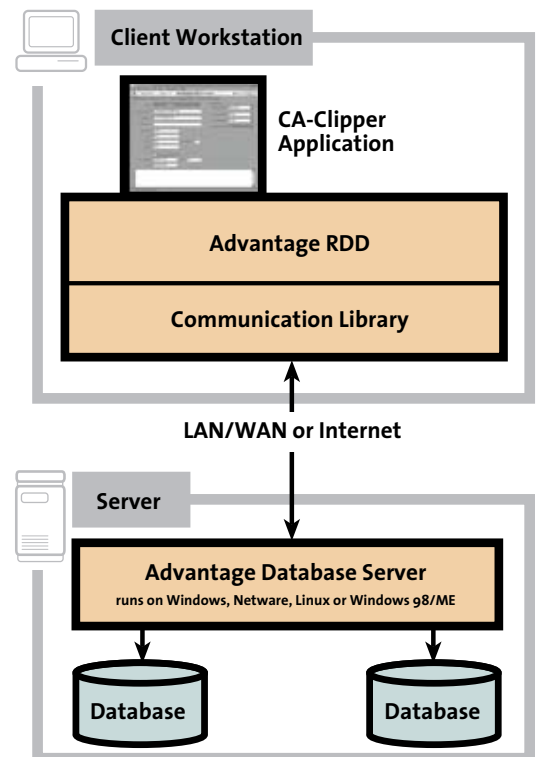 Client Workstation
CA-Clipper
Application
Advantage RDD
Communication Library
LAN/WAN or Internet
Server
Advantage Database Server
runs on Windows, Netware, Linux or Windows 98/ME
Database
Database